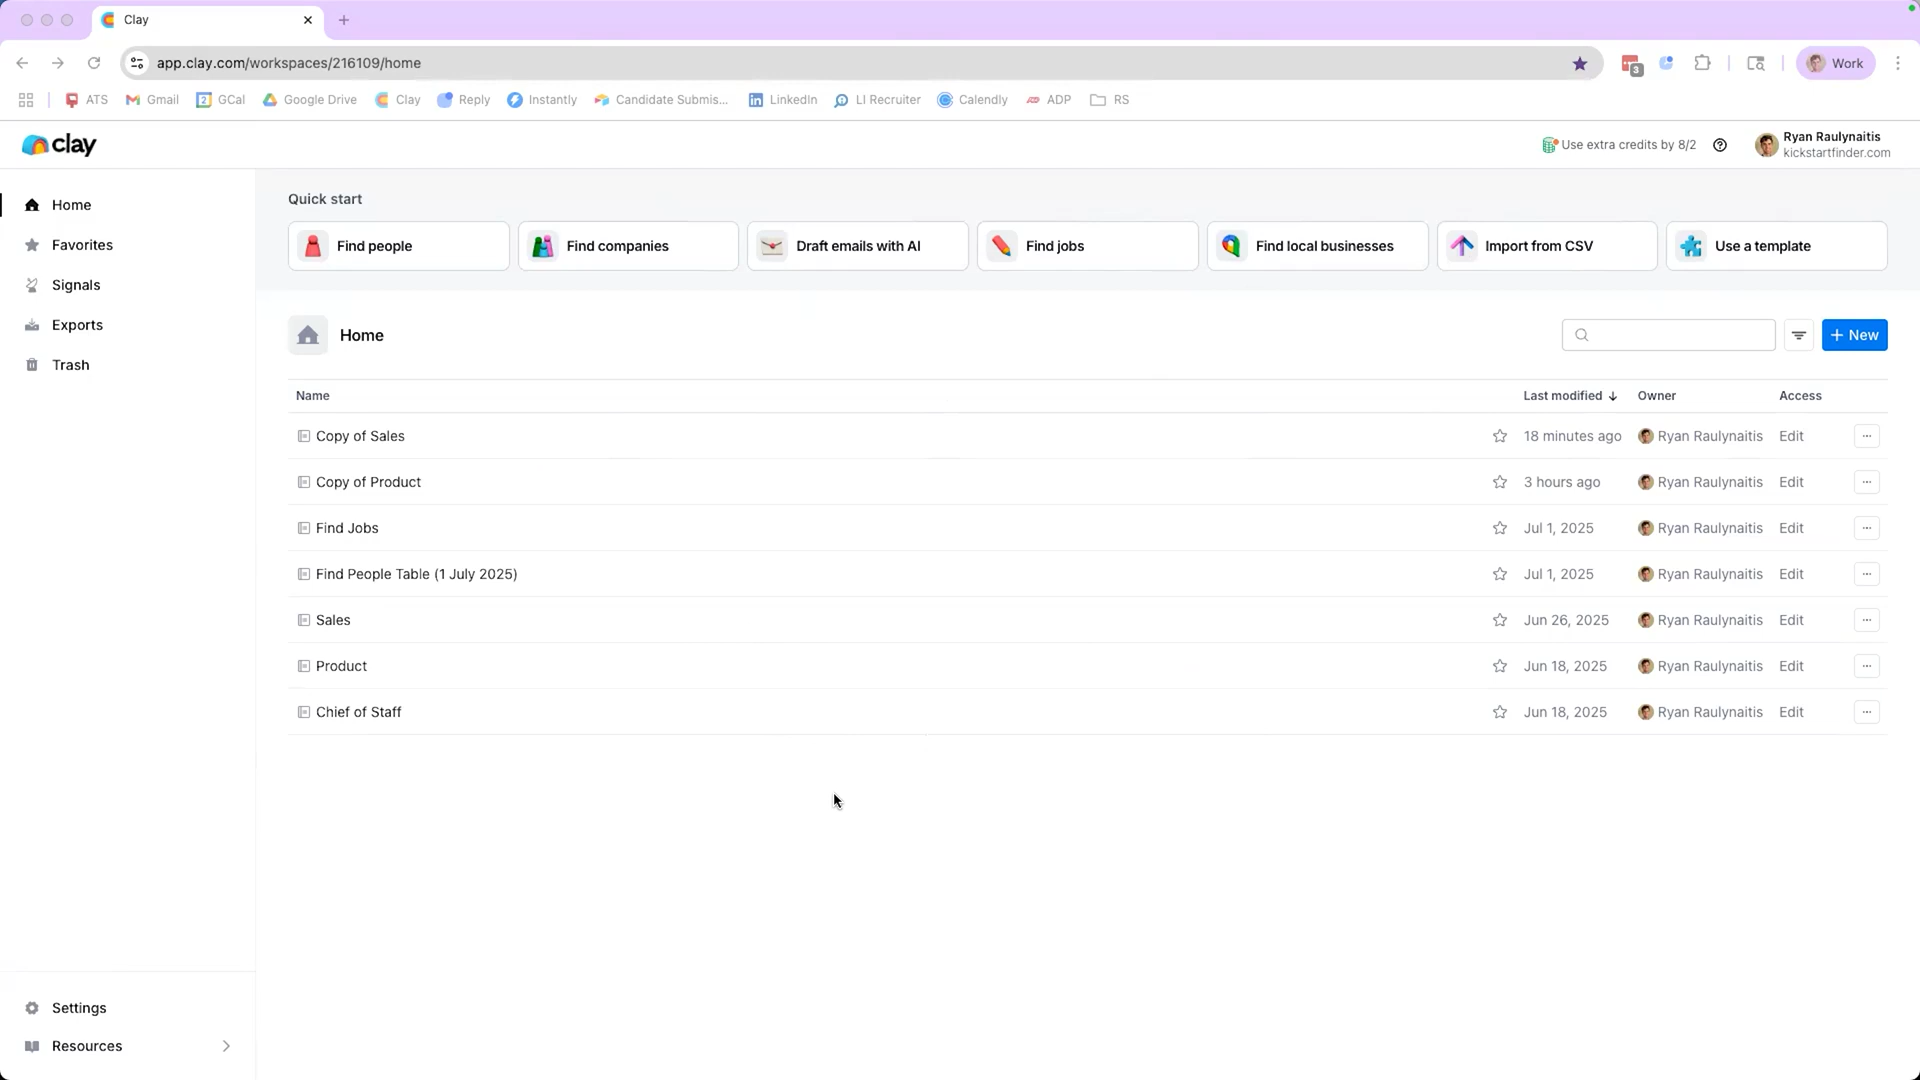 Clay
app.clay.com/workspaces/216109/home
3
Work
ATS Gmail GCal Google Drive Clay Reply Instantly Candidate Submis... LinkedIn LI Recruiter Calendly ADP RS
clay
Use extra credits by 8/2
Ryan Raulynaitis
kickstartfinder.com
Home
Favorites
Signals
Exports
Trash
Settings
Resources
Quick start
Find people Find companies Draft emails with AI Find jobs Find local businesses Import from CSV Use a template
Home
+ New
Name Last modified ↓ Owner Access
Copy of Sales 18 minutes ago Ryan Raulynaitis Edit ...
Copy of Product 3 hours ago Ryan Raulynaitis Edit ...
Find Jobs Jul 1, 2025 Ryan Raulynaitis Edit ...
Find People Table (1 July 2025) Jul 1, 2025 Ryan Raulynaitis Edit ...
Sales Jun 26, 2025 Ryan Raulynaitis Edit ...
Product Jun 18, 2025 Ryan Raulynaitis Edit ...
Chief of Staff Jun 18, 2025 Ryan Raulynaitis Edit ...